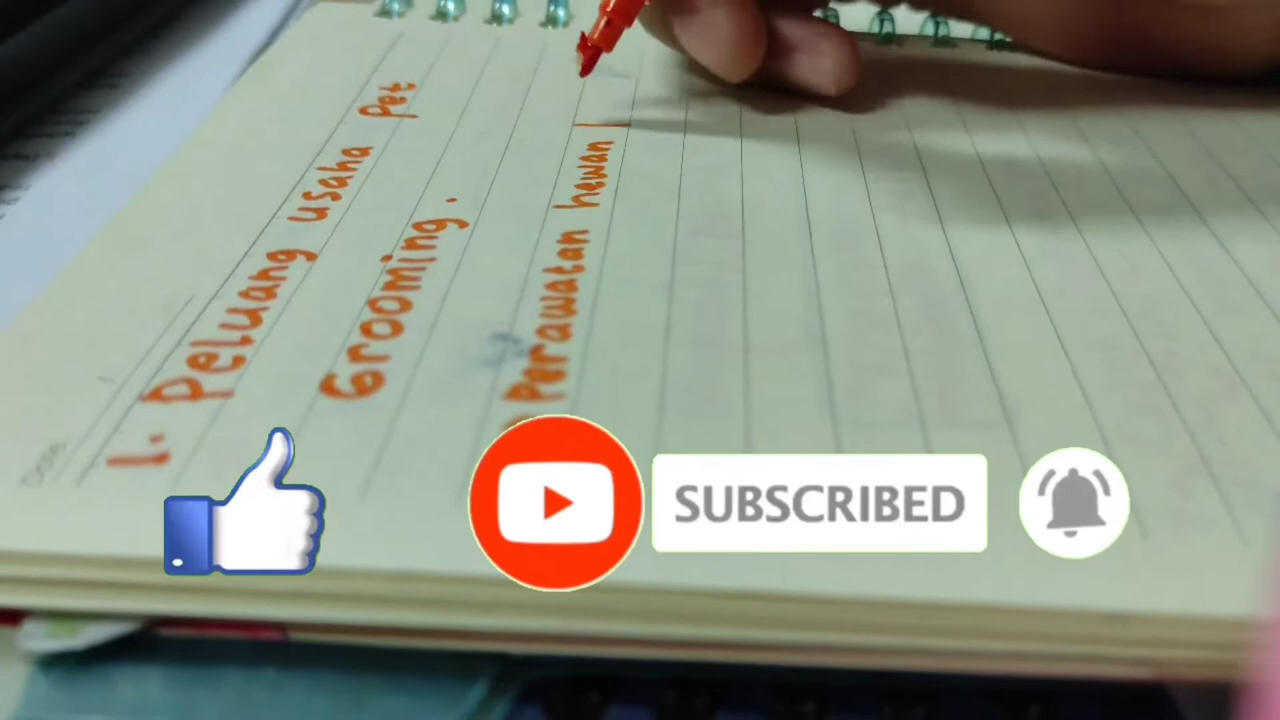 1. Peluang usaha Pet
Grooming.
Perawatan hewan
SUBSCRIBED